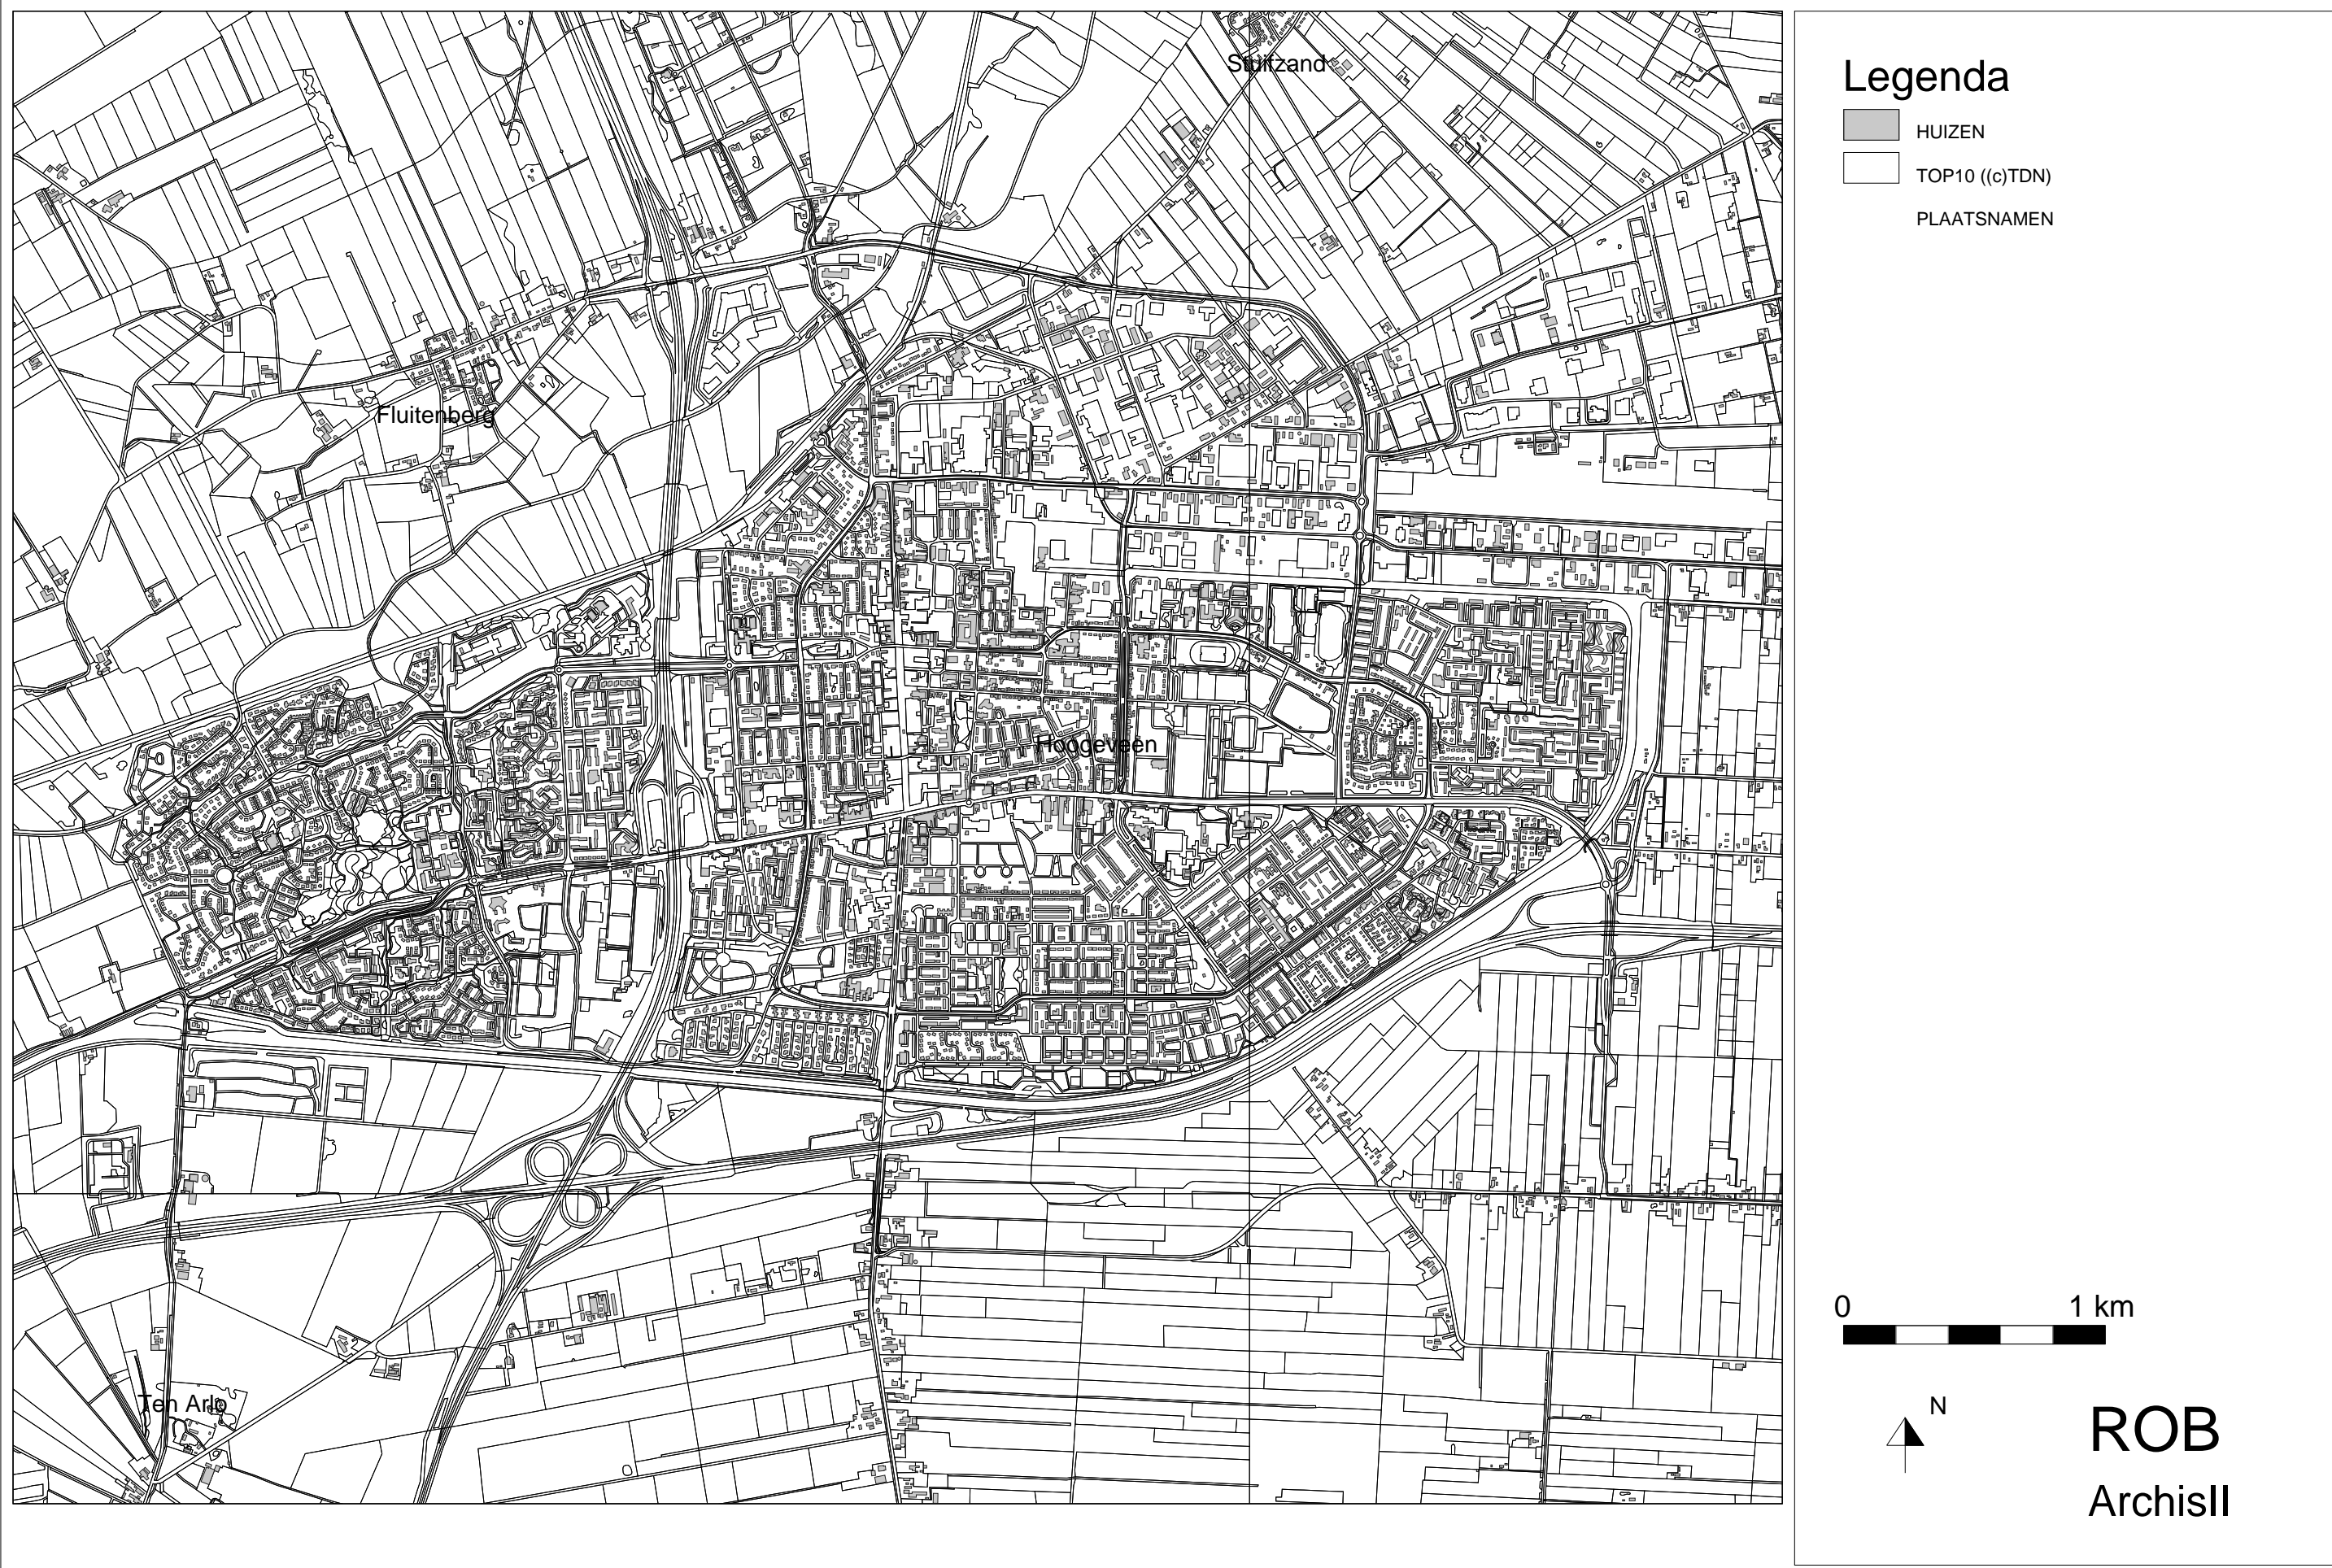 Stuifzand
Fluitenberg
Hoogeveen
Ten Arlo
Legenda
HUIZEN
TOP10 ((c)TDN)
PLAATSNAMEN
0 1 km
N
ROB
ArchisII